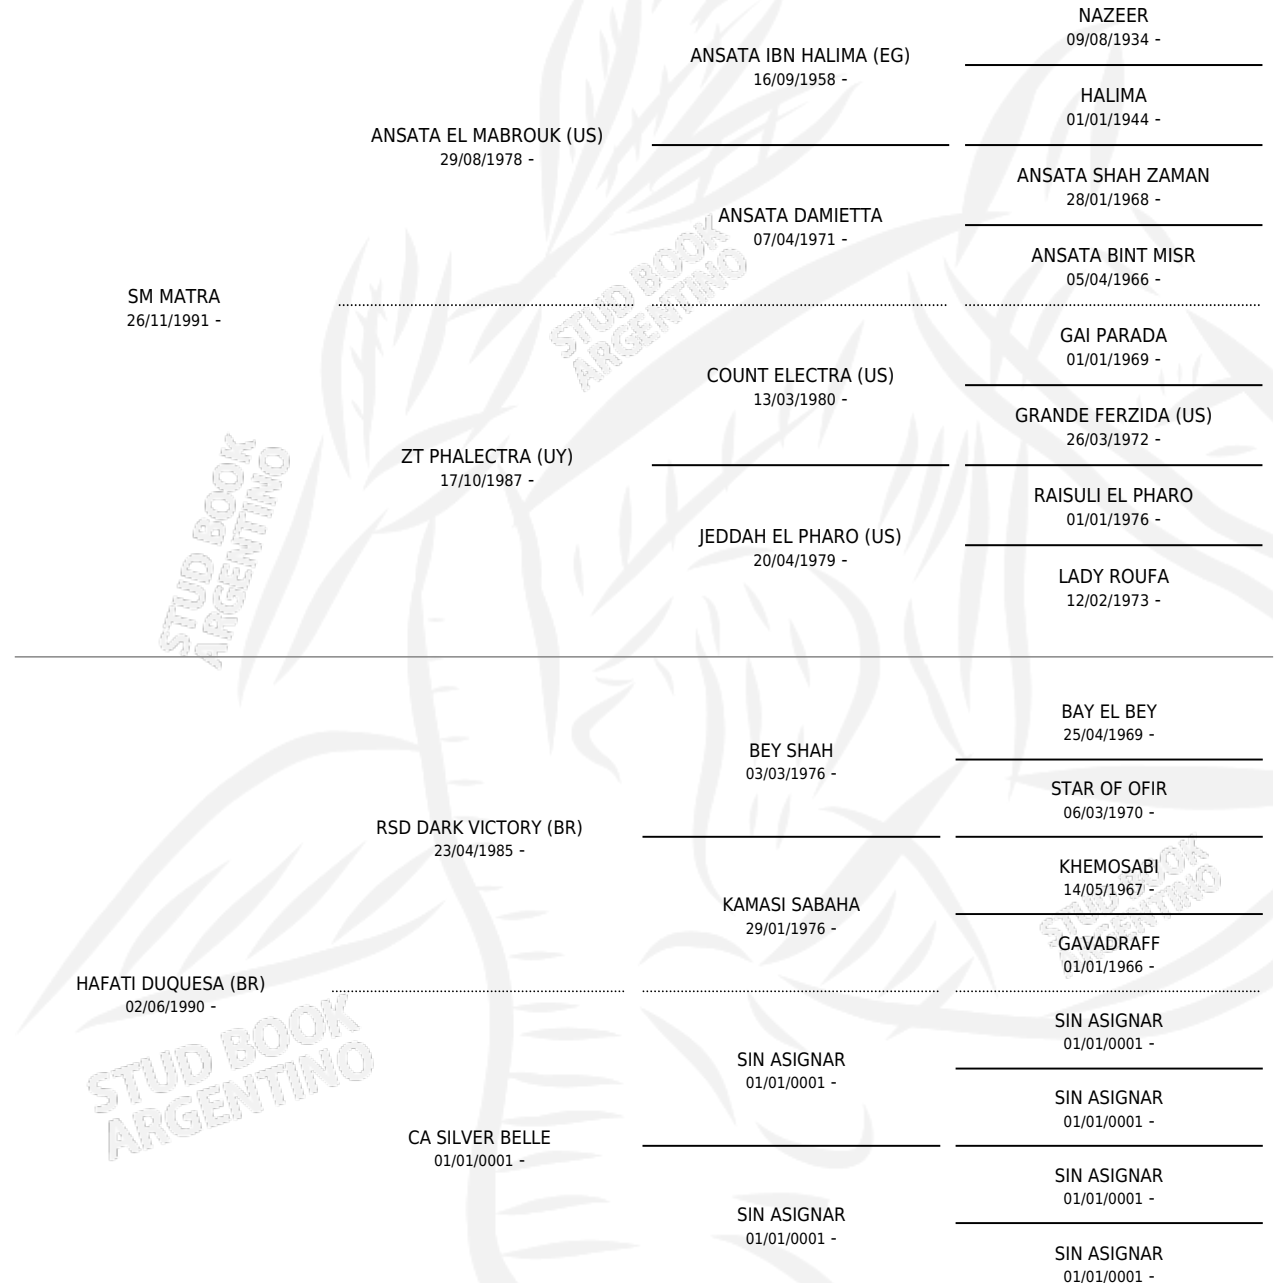 NAZEER
09/08/1934 -
ANSATA IBN HALIMA (EG)
16/09/1958 -
HALIMA
01/01/1944 -
ANSATA EL MABROUK (US)
29/08/1978 -
ANSATA SHAH ZAMAN
28/01/1968 -
ANSATA DAMIETTA
07/04/1971 -
ANSATA BINT MISR
05/04/1966 -
SM MATRA
26/11/1991 -
GAI PARADA
01/01/1969 -
COUNT ELECTRA (US)
13/03/1980 -
GRANDE FERZIDA (US)
26/03/1972 -
ZT PHALECTRA (UY)
17/10/1987 -
RAISULI EL PHARO
01/01/1976 -
JEDDAH EL PHARO (US)
20/04/1979 -
LADY ROUFA
12/02/1973 -
BAY EL BEY
25/04/1969 -
BEY SHAH
03/03/1976 -
STAR OF OFIR
06/03/1970 -
RSD DARK VICTORY (BR)
23/04/1985 -
KHEMOSABI
14/05/1967 -
KAMASI SABAHA
29/01/1976 -
GAVADRAFF
01/01/1966 -
HAFATI DUQUESA (BR)
02/06/1990 -
SIN ASIGNAR
01/01/0001 -
SIN ASIGNAR
01/01/0001 -
SIN ASIGNAR
01/01/0001 -
CA SILVER BELLE
01/01/0001 -
SIN ASIGNAR
01/01/0001 -
SIN ASIGNAR
01/01/0001 -
SIN ASIGNAR
01/01/0001 -
STUD BOOK
ARGENTINO
STUD BOOK
ARGENTINO
STUD BOOK
ARGENTINO
STUD BOOK
ARGENTINO